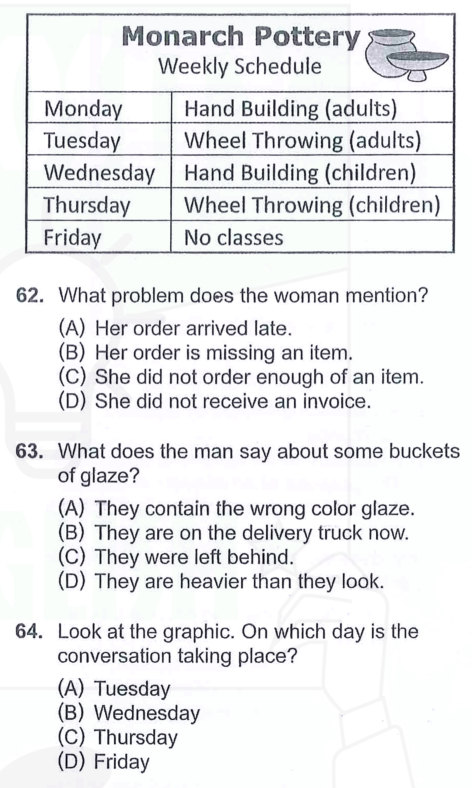 Monarch Pottery
Weekly Schedule
Monday Hand Building (adults)
Tuesday Wheel Throwing (adults)
Wednesday Hand Building (children)
Thursday Wheel Throwing (children)
Friday No classes
62. What problem does the woman mention?
(A) Her order arrived late.
(B) Her order is missing an item.
(C) She did not order enough of an item.
(D) She did not receive an invoice.
63. What does the man say about some buckets
of glaze?
(A) They contain the wrong color glaze.
(B) They are on the delivery truck now.
(C) They were left behind.
(D) They are heavier than they look.
64. Look at the graphic. On which day is the
conversation taking place?
(A) Tuesday
(B) Wednesday
(C) Thursday
(D) Friday